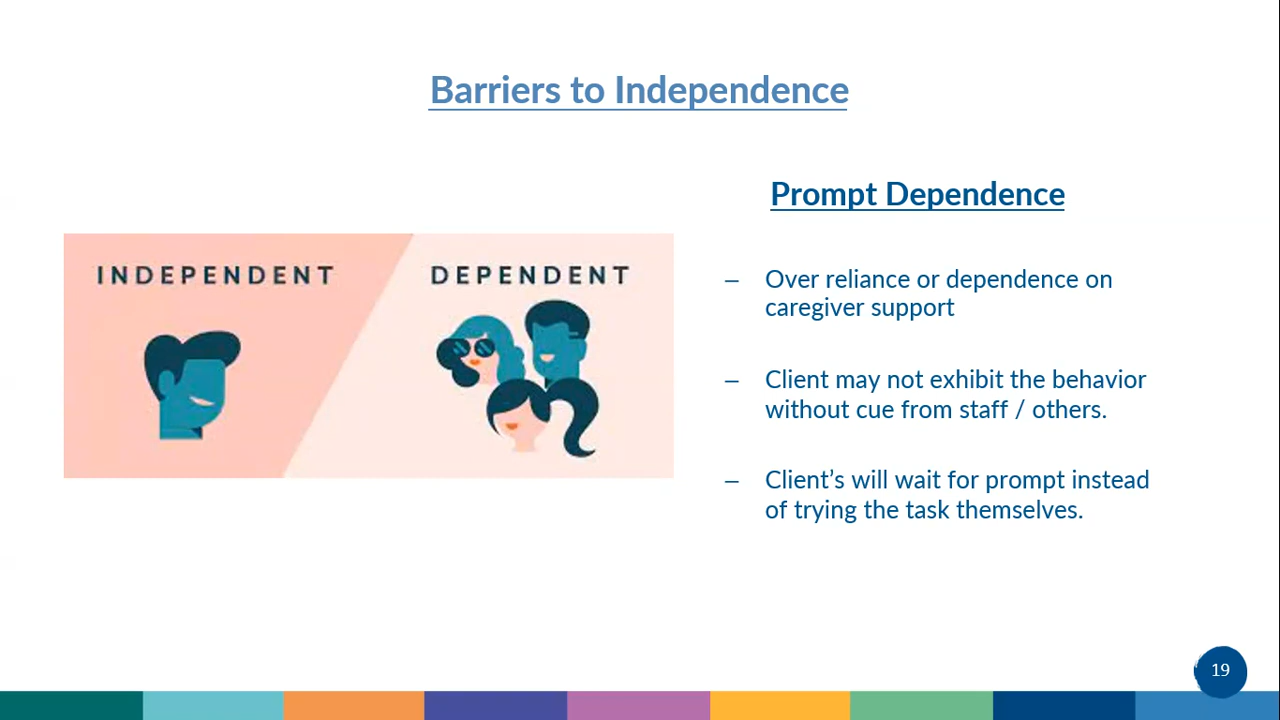 Barriers to Independence
INDEPENDENT
DEPENDENT
Prompt Dependence
– Over reliance or dependence on
caregiver support
– Client may not exhibit the behavior
without cue from staff / others.
– Client’s will wait for prompt instead
of trying the task themselves.
19